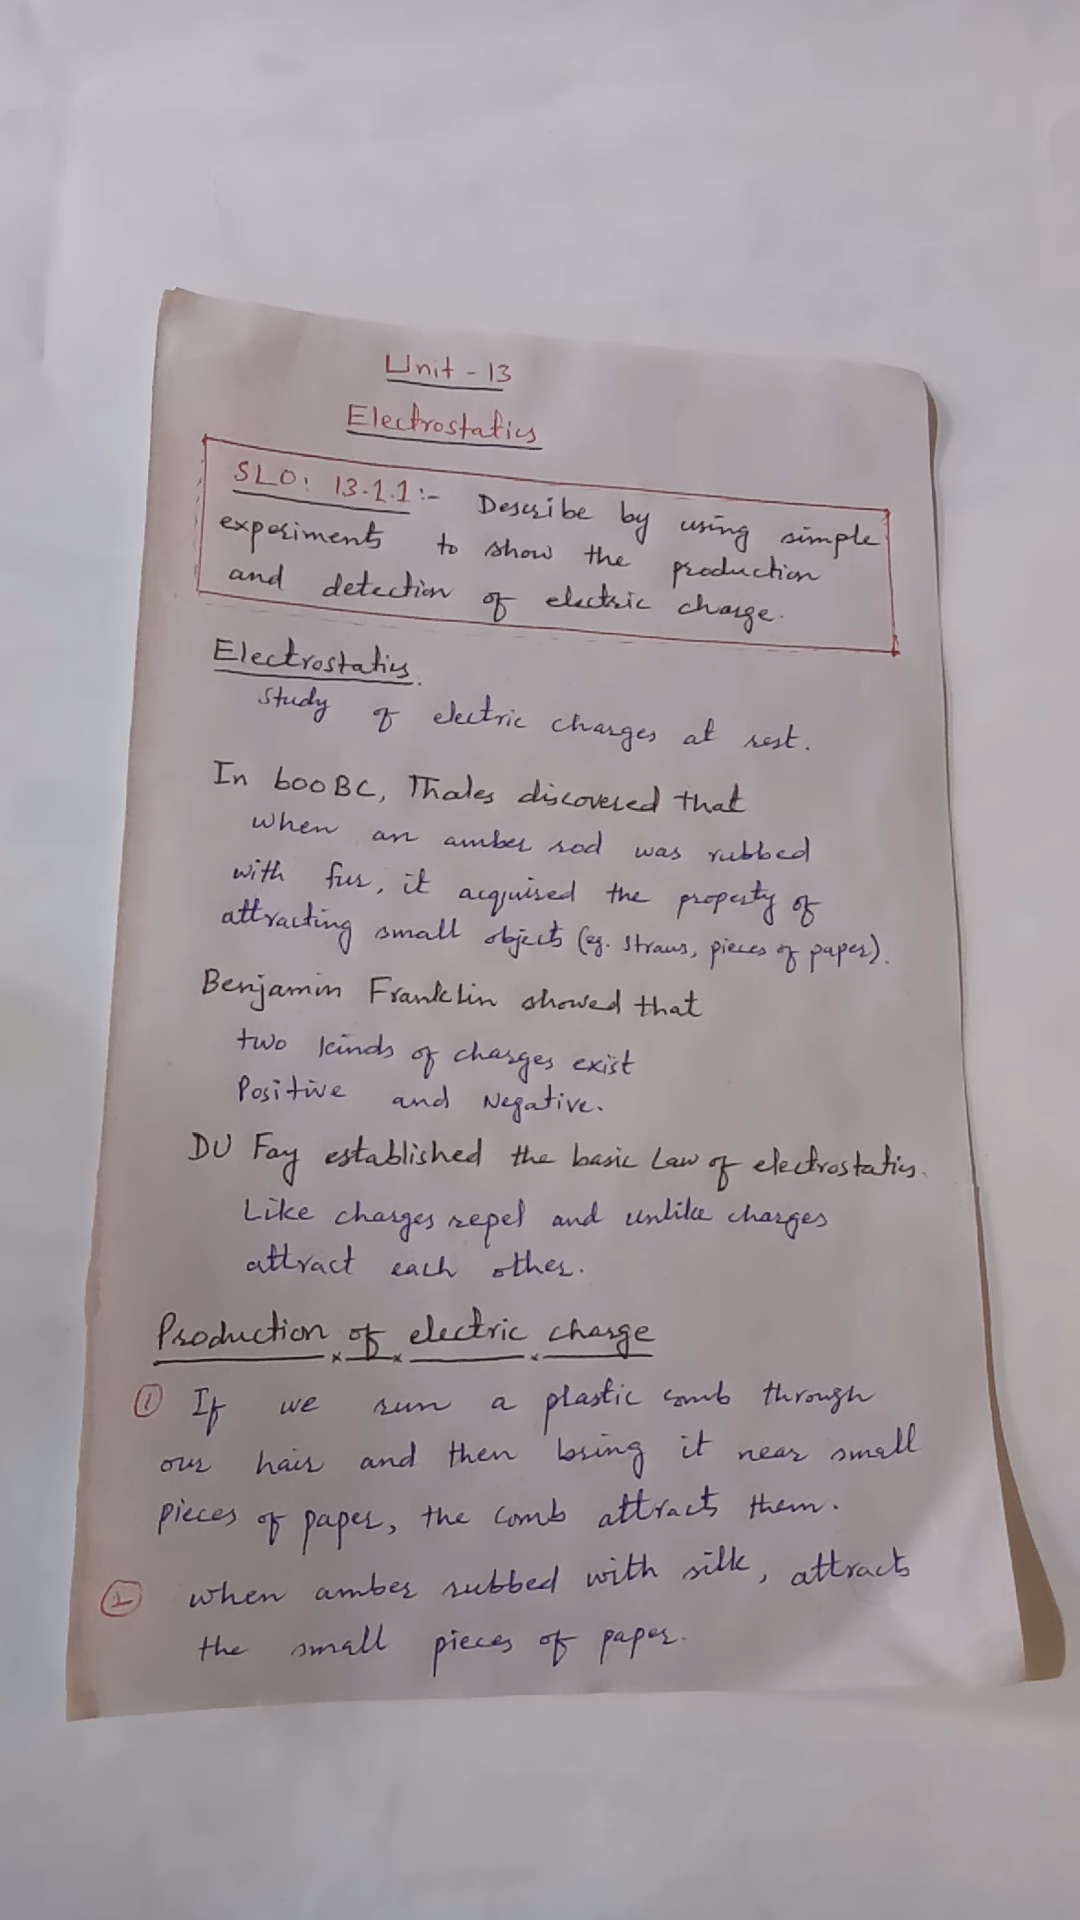 Unit - 13
Electrostatics
SLO: 13.1.1:- Describe by using simple
experiments to show the production
and detection of electric charge.
Electrostatics.
Study of electric charges at rest.
In 600 BC, Thales discovered that
when an amber rod was rubbed
with fur, it acquired the property of
attracting small objects (eg. straws, pieces of paper).
Benjamin Franklin showed that
two kinds of charges exist
Positive and Negative.
DU Fay established the basic Law of electrostatics.
Like charges repel and unlike charges
attract each other.
Production of electric charge
① If we run a plastic comb through
our hair and then bring it near small
pieces of paper, the comb attracts them.
② when amber rubbed with silk, attracts
the small pieces of paper.